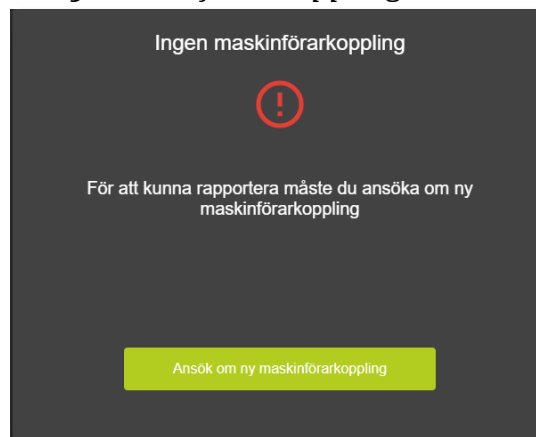 Ingen maskinförarkoppling
För att kunna rapportera måste du ansöka om ny
maskinförarkoppling
Ansök om ny maskinförarkoppling